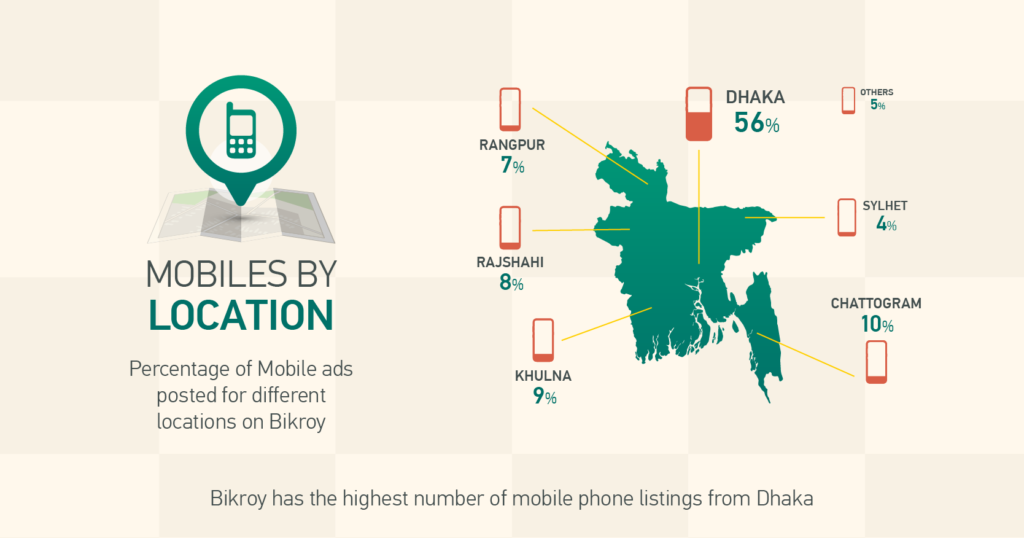 MOBILES BY
LOCATION
Percentage of Mobile ads
posted for different
locations on Bikroy
RANGPUR
7%
DHAKA
56%
OTHERS
5%
RAJSHAHI
8%
SYLHET
4%
KHULNA
9%
CHATTOGRAM
10%
Bikroy has the highest number of mobile phone listings from Dhaka